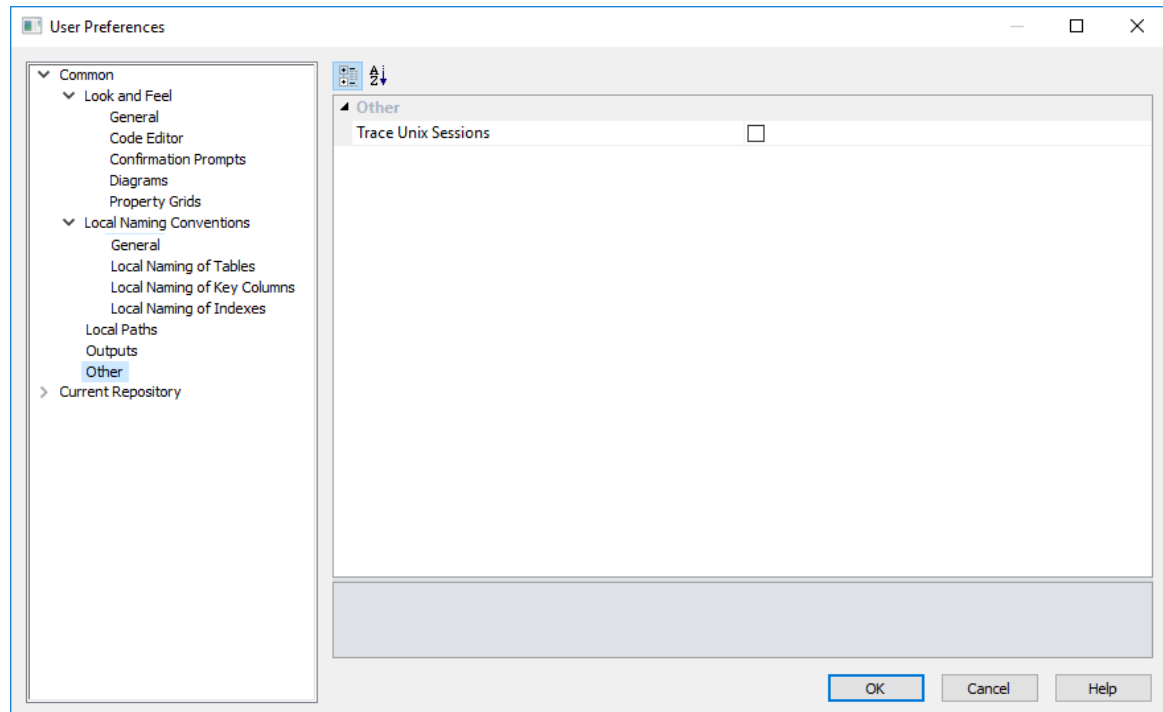 User Preferences
Common
Look and Feel
General
Code Editor
Confirmation Prompts
Diagrams
Property Grids
Local Naming Conventions
General
Local Naming of Tables
Local Naming of Key Columns
Local Naming of Indexes
Local Paths
Outputs
Other
Current Repository
A
Z
Other
Trace Unix Sessions
OK Cancel Help